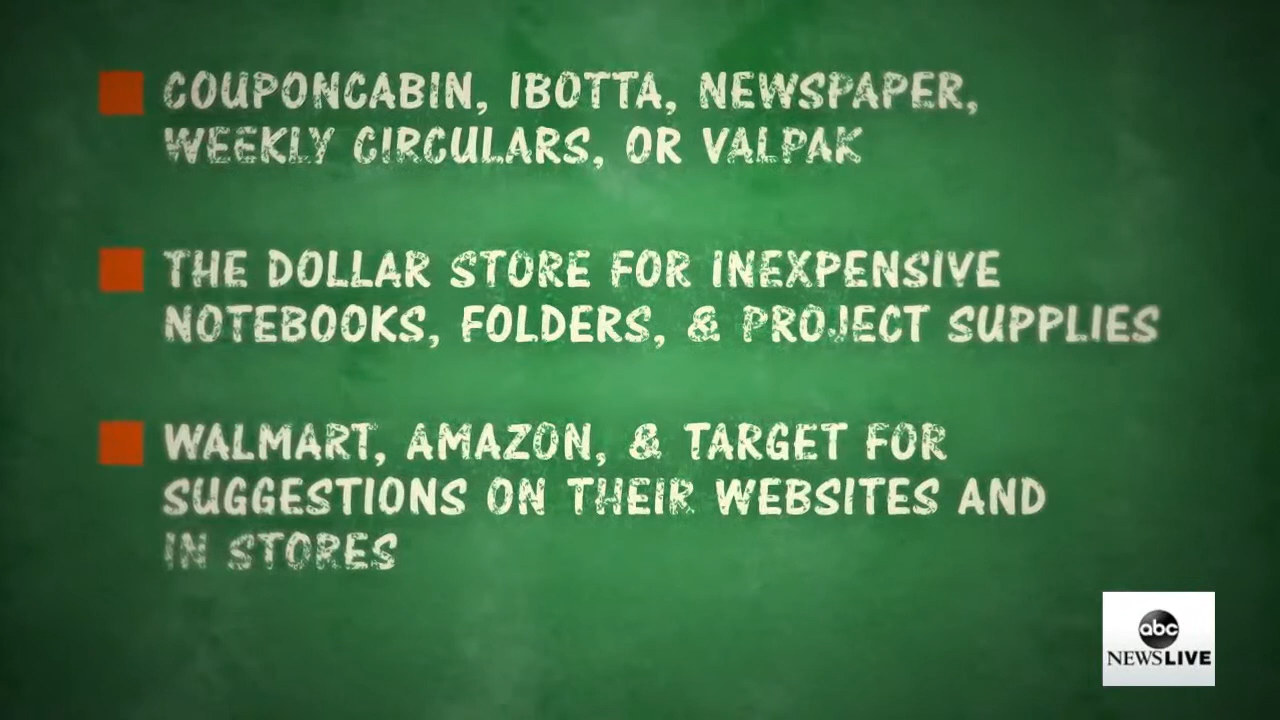 COUPONCABIN, IBOTTA, NEWSPAPER,
WEEKLY CIRCULARS, OR VALPAK
THE DOLLAR STORE FOR INEXPENSIVE
NOTEBOOKS, FOLDERS, & PROJECT SUPPLIES
WALMART, AMAZON, & TARGET FOR
SUGGESTIONS ON THEIR WEBSITES AND
IN STORES
abc
NEWSLIVE